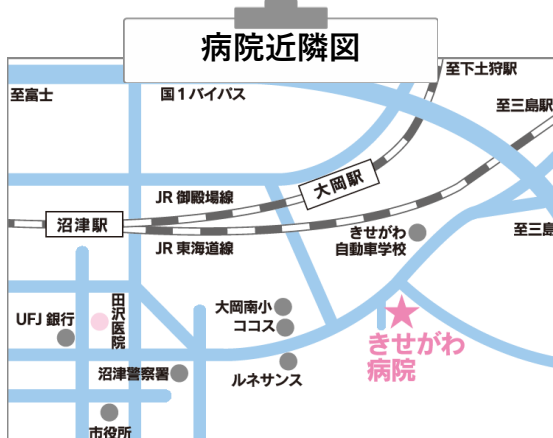 病院近隣図
至下土狩駅
至富士
国1バイパス
至三島駅
大岡駅
JR 御殿場線
沼津駅
きせがわ
自動車学校
至三島
JR 東海道線
大岡南小
田沢医院
UFJ 銀行
ココス
きせがわ
病院
沼津警察署
ルネサンス
市役所